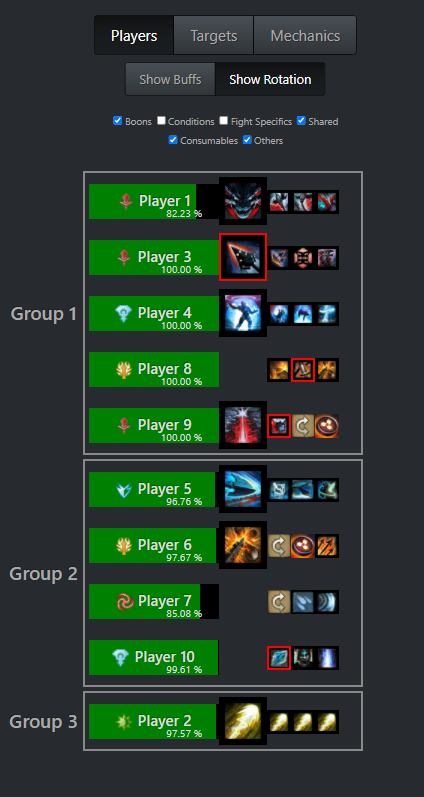 Players Targets Mechanics
Show Buffs Show Rotation
Boons Conditions Fight Specifics Shared
Consumables Others
Group 1
Player 1
82.23 %
Player 3
100.00 %
Player 4
100.00 %
Player 8
100.00 %
Player 9
100.00 %
Group 2
Player 5
96.76 %
Player 6
97.67 %
Player 7
85.08 %
Player 10
99.61 %
Group 3
Player 2
97.57 %